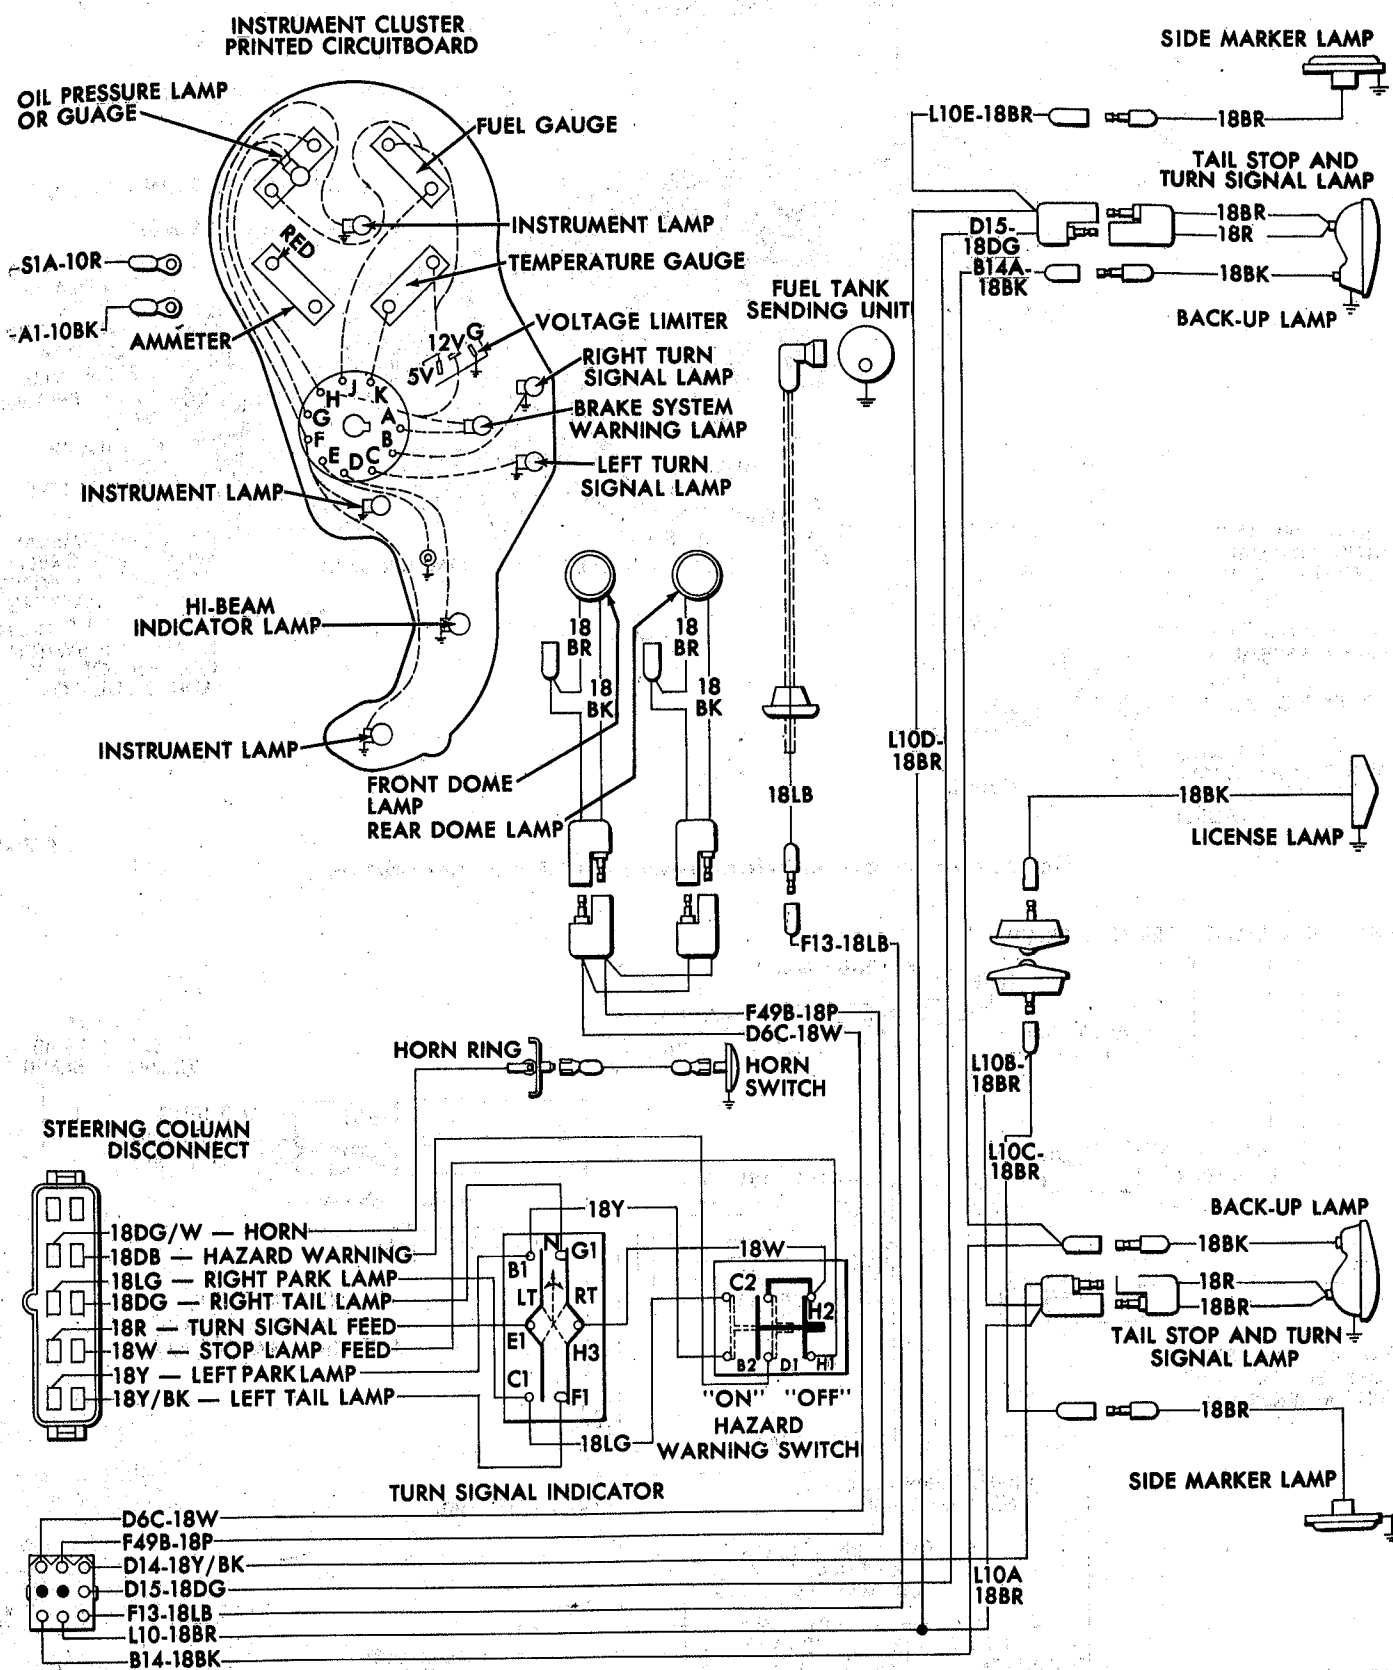 INSTRUMENT CLUSTER
PRINTED CIRCUITBOARD
OIL PRESSURE LAMP
OR GUAGE
FUEL GAUGE
INSTRUMENT LAMP
RED
TEMPERATURE GAUGE
S1A-10R
A1-10BK
AMMETER
VOLTAGE LIMITER
12V
G
5V
RIGHT TURN
SIGNAL LAMP
BRAKE SYSTEM
WARNING LAMP
LEFT TURN
SIGNAL LAMP
H
J
K
G
A
F
B
E
D
C
INSTRUMENT LAMP
HI-BEAM
INDICATOR LAMP
INSTRUMENT LAMP
FUEL TANK
SENDING UNIT
18
BR
18
BR
18
BK
18
BK
FRONT DOME
LAMP
REAR DOME LAMP
18LB
F13-18LB
F49B-18P
D6C-18W
SIDE MARKER LAMP
L10E-18BR
18BR
TAIL STOP AND
TURN SIGNAL LAMP
18BR
18R
D15-
18DG
B14A-
18BK
18BK
BACK-UP LAMP
L10D-
18BR
18BK
LICENSE LAMP
L10B-
18BR
L10C-
18BR
BACK-UP LAMP
18BK
18R
18BR
TAIL STOP AND TURN
SIGNAL LAMP
18BR
SIDE MARKER LAMP
L10A
18BR
HORN RING
HORN
SWITCH
STEERING COLUMN
DISCONNECT
18DG/W — HORN
18DB — HAZARD WARNING
18LG — RIGHT PARK LAMP
18DG — RIGHT TAIL LAMP
18R — TURN SIGNAL FEED
18W — STOP LAMP FEED
18Y — LEFT PARK LAMP
18Y/BK — LEFT TAIL LAMP
18Y
N
G1
B1
LT
RT
E1
H3
C1
F1
18LG
TURN SIGNAL INDICATOR
18W
C2
H2
B2
D1
H1
"ON" "OFF"
HAZARD
WARNING SWITCH
D6C-18W
F49B-18P
D14-18Y/BK
D15-18DG
F13-18LB
L10-18BR
B14-18BK